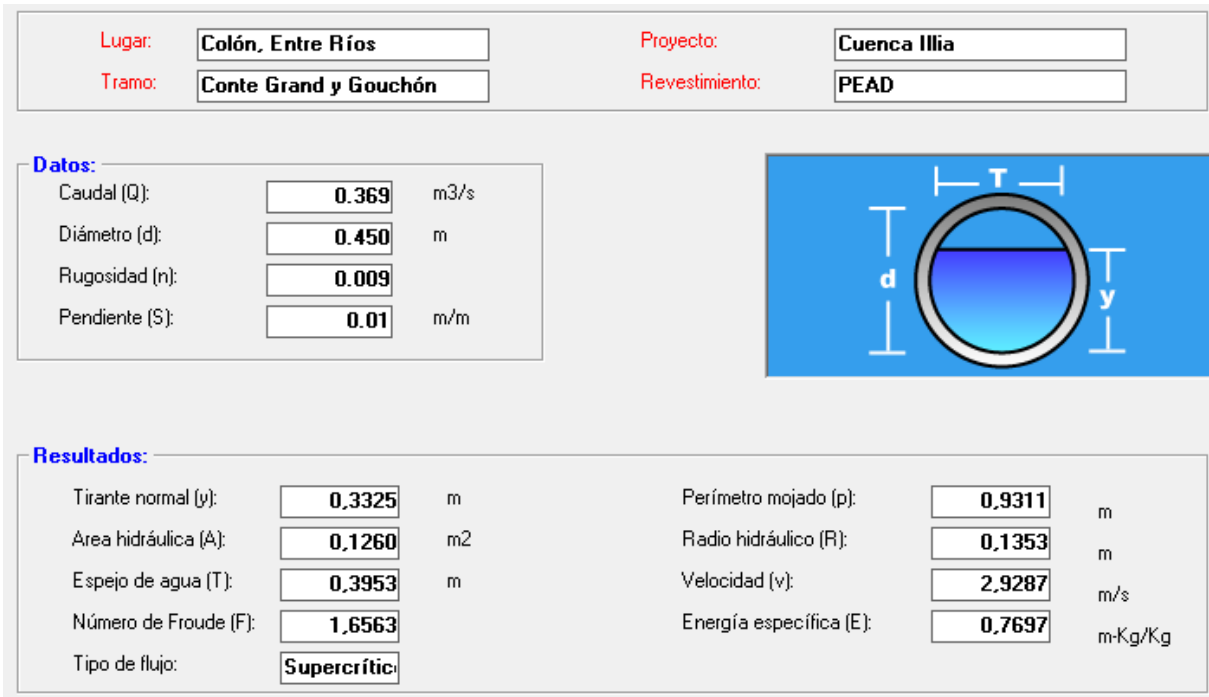 Lugar: Colón, Entre Ríos Proyecto: Cuenca Illia
Tramo: Conte Grand y Gouchón Revestimiento: PEAD
Datos:
Caudal (Q): 0.369 m3/s
Diámetro (d): 0.450 m
Rugosidad (n): 0.009
Pendiente (S): 0.01 m/m
T
d
y
Resultados:
Tirante normal (y): 0,3325 m Perímetro mojado (p): 0,9311 m
Area hidráulica (A): 0,1260 m2 Radio hidráulico (R): 0,1353 m
Espejo de agua (T): 0,3953 m Velocidad (v): 2,9287 m/s
Número de Froude (F): 1,6563 Energía específica (E): 0,7697 m-Kg/Kg
Tipo de flujo: Supercrític